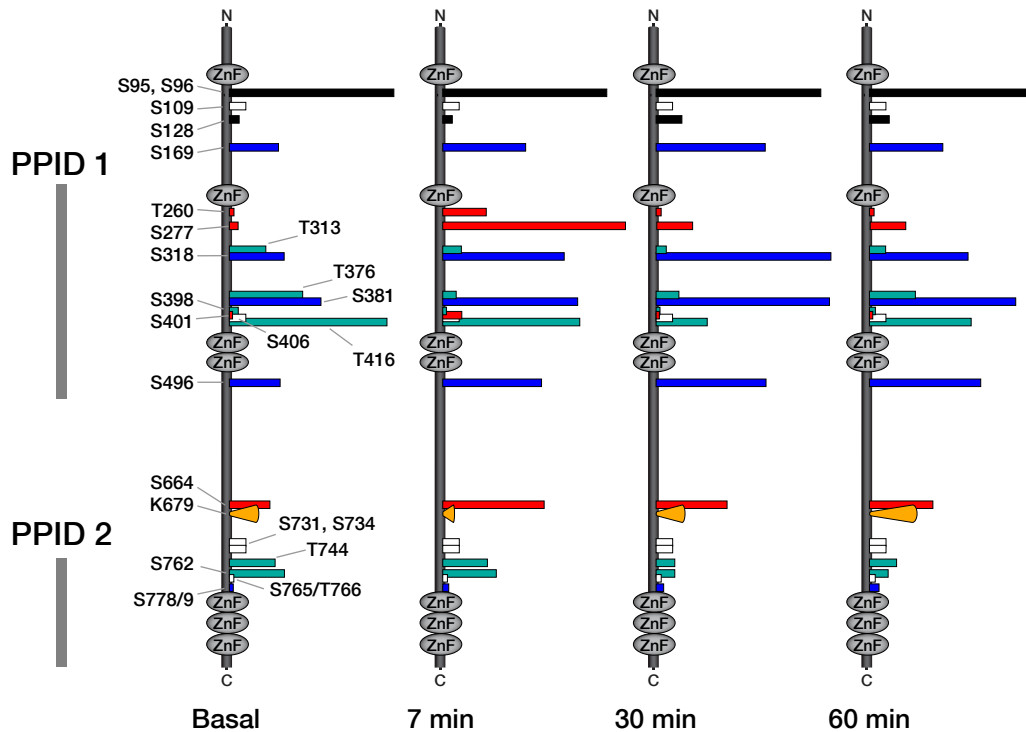 N N N N
ZnF ZnF ZnF ZnF
S95, S96
S109
S128
S169
PPID 1
ZnF ZnF ZnF ZnF
T260
S277
T313
S318
T376
S381
S398
S401
S406
T416
ZnF ZnF ZnF ZnF
ZnF ZnF ZnF ZnF
S496
S664
K679
PPID 2
S731, S734
T744
S762
S765/T766
S778/9
ZnF ZnF ZnF ZnF
ZnF ZnF ZnF ZnF
ZnF ZnF ZnF ZnF
C C C C
Basal 7 min 30 min 60 min